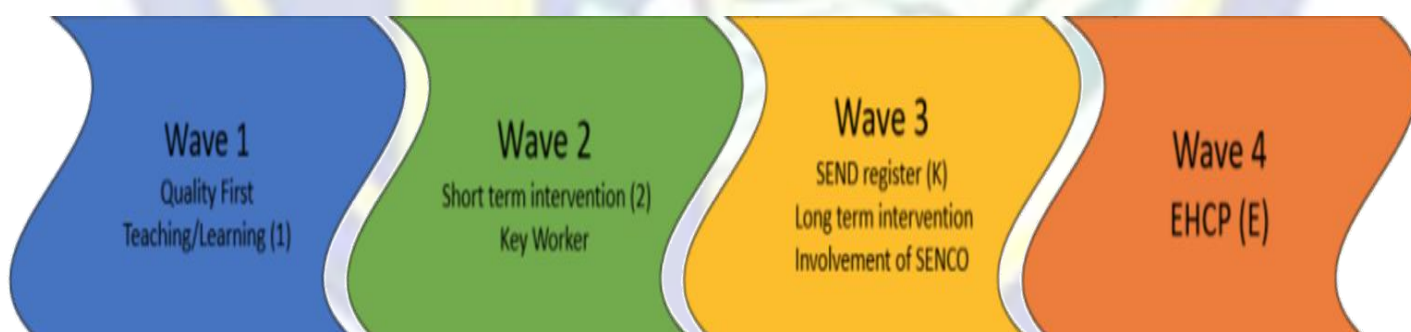 Wave 1
Quality First
Teaching/Learning (1)
Wave 2
Short term intervention (2)
Key Worker
Wave 3
SEND register (K)
Long term intervention
Involvement of SENCO
Wave 4
EHCP (E)